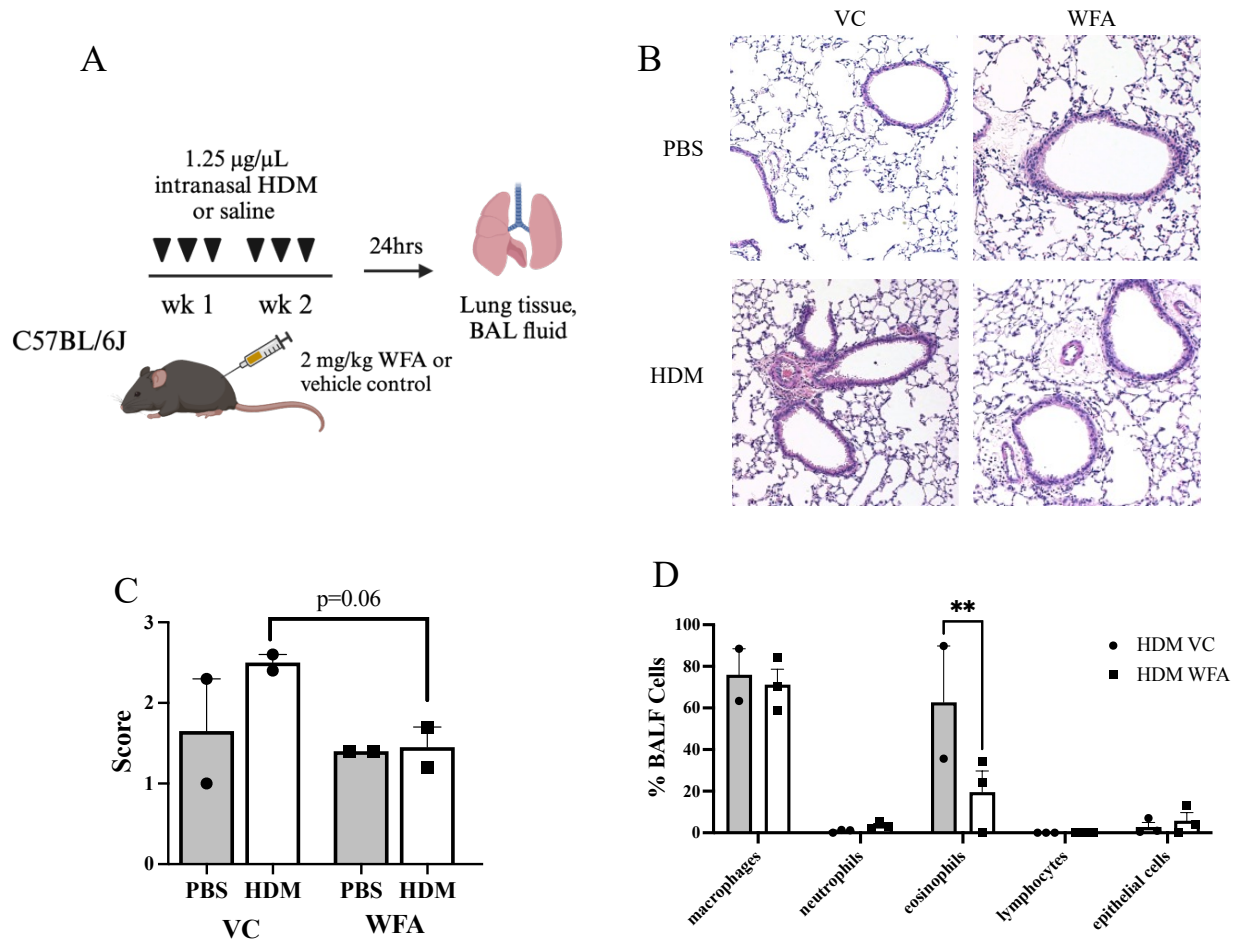 A
1.25 µg/µL
intranasal HDM
or saline
wk 1
wk 2
24hrs
Lung tissue,
BAL fluid
C57BL/6J
2 mg/kg WFA or
vehicle control
B
VC
WFA
PBS
HDM
C
p=0.06
3
2
1
0
Score
PBS
HDM
PBS
HDM
VC
WFA
D
**
100
80
60
40
20
0
% BALF Cells
HDM VC
HDM WFA
macrophages
neutrophils
eosinophils
lymphocytes
epithelial cells